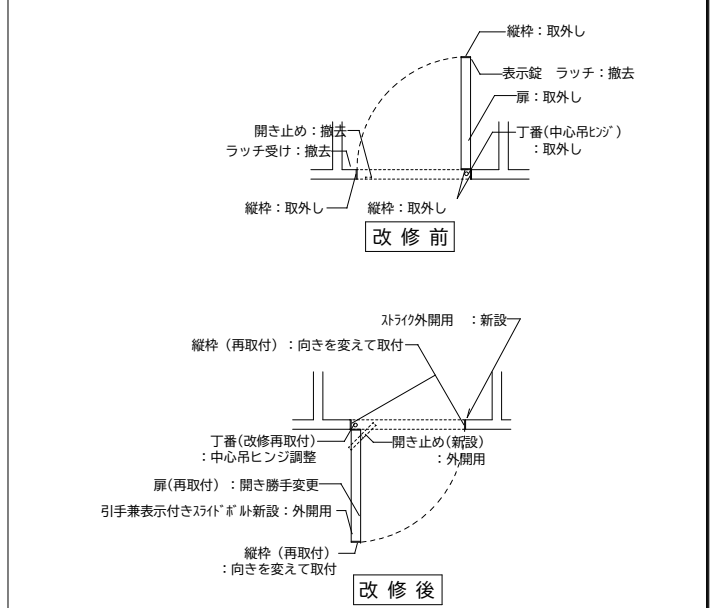 縦枠：取外し
表示錠　ラッチ：撤去
扉：取外し
開き止め：撤去
丁番(中心吊ﾋﾝｼﾞ)
：取外し
ラッチ受け：撤去
縦枠：取外し
縦枠：取外し
改 修 前
ｽﾄﾗｲｸ外開用　：新設
縦枠（再取付）：向きを変えて取付
丁番(改修再取付)
：中心吊ヒンジ調整
開き止め(新設)
：外開用
扉(再取付)：開き勝手変更
引手兼表示付きｽﾗｲﾄﾞﾎﾞﾙﾄ新設：外開用
縦枠（再取付）
：向きを変えて取付
改 修 後